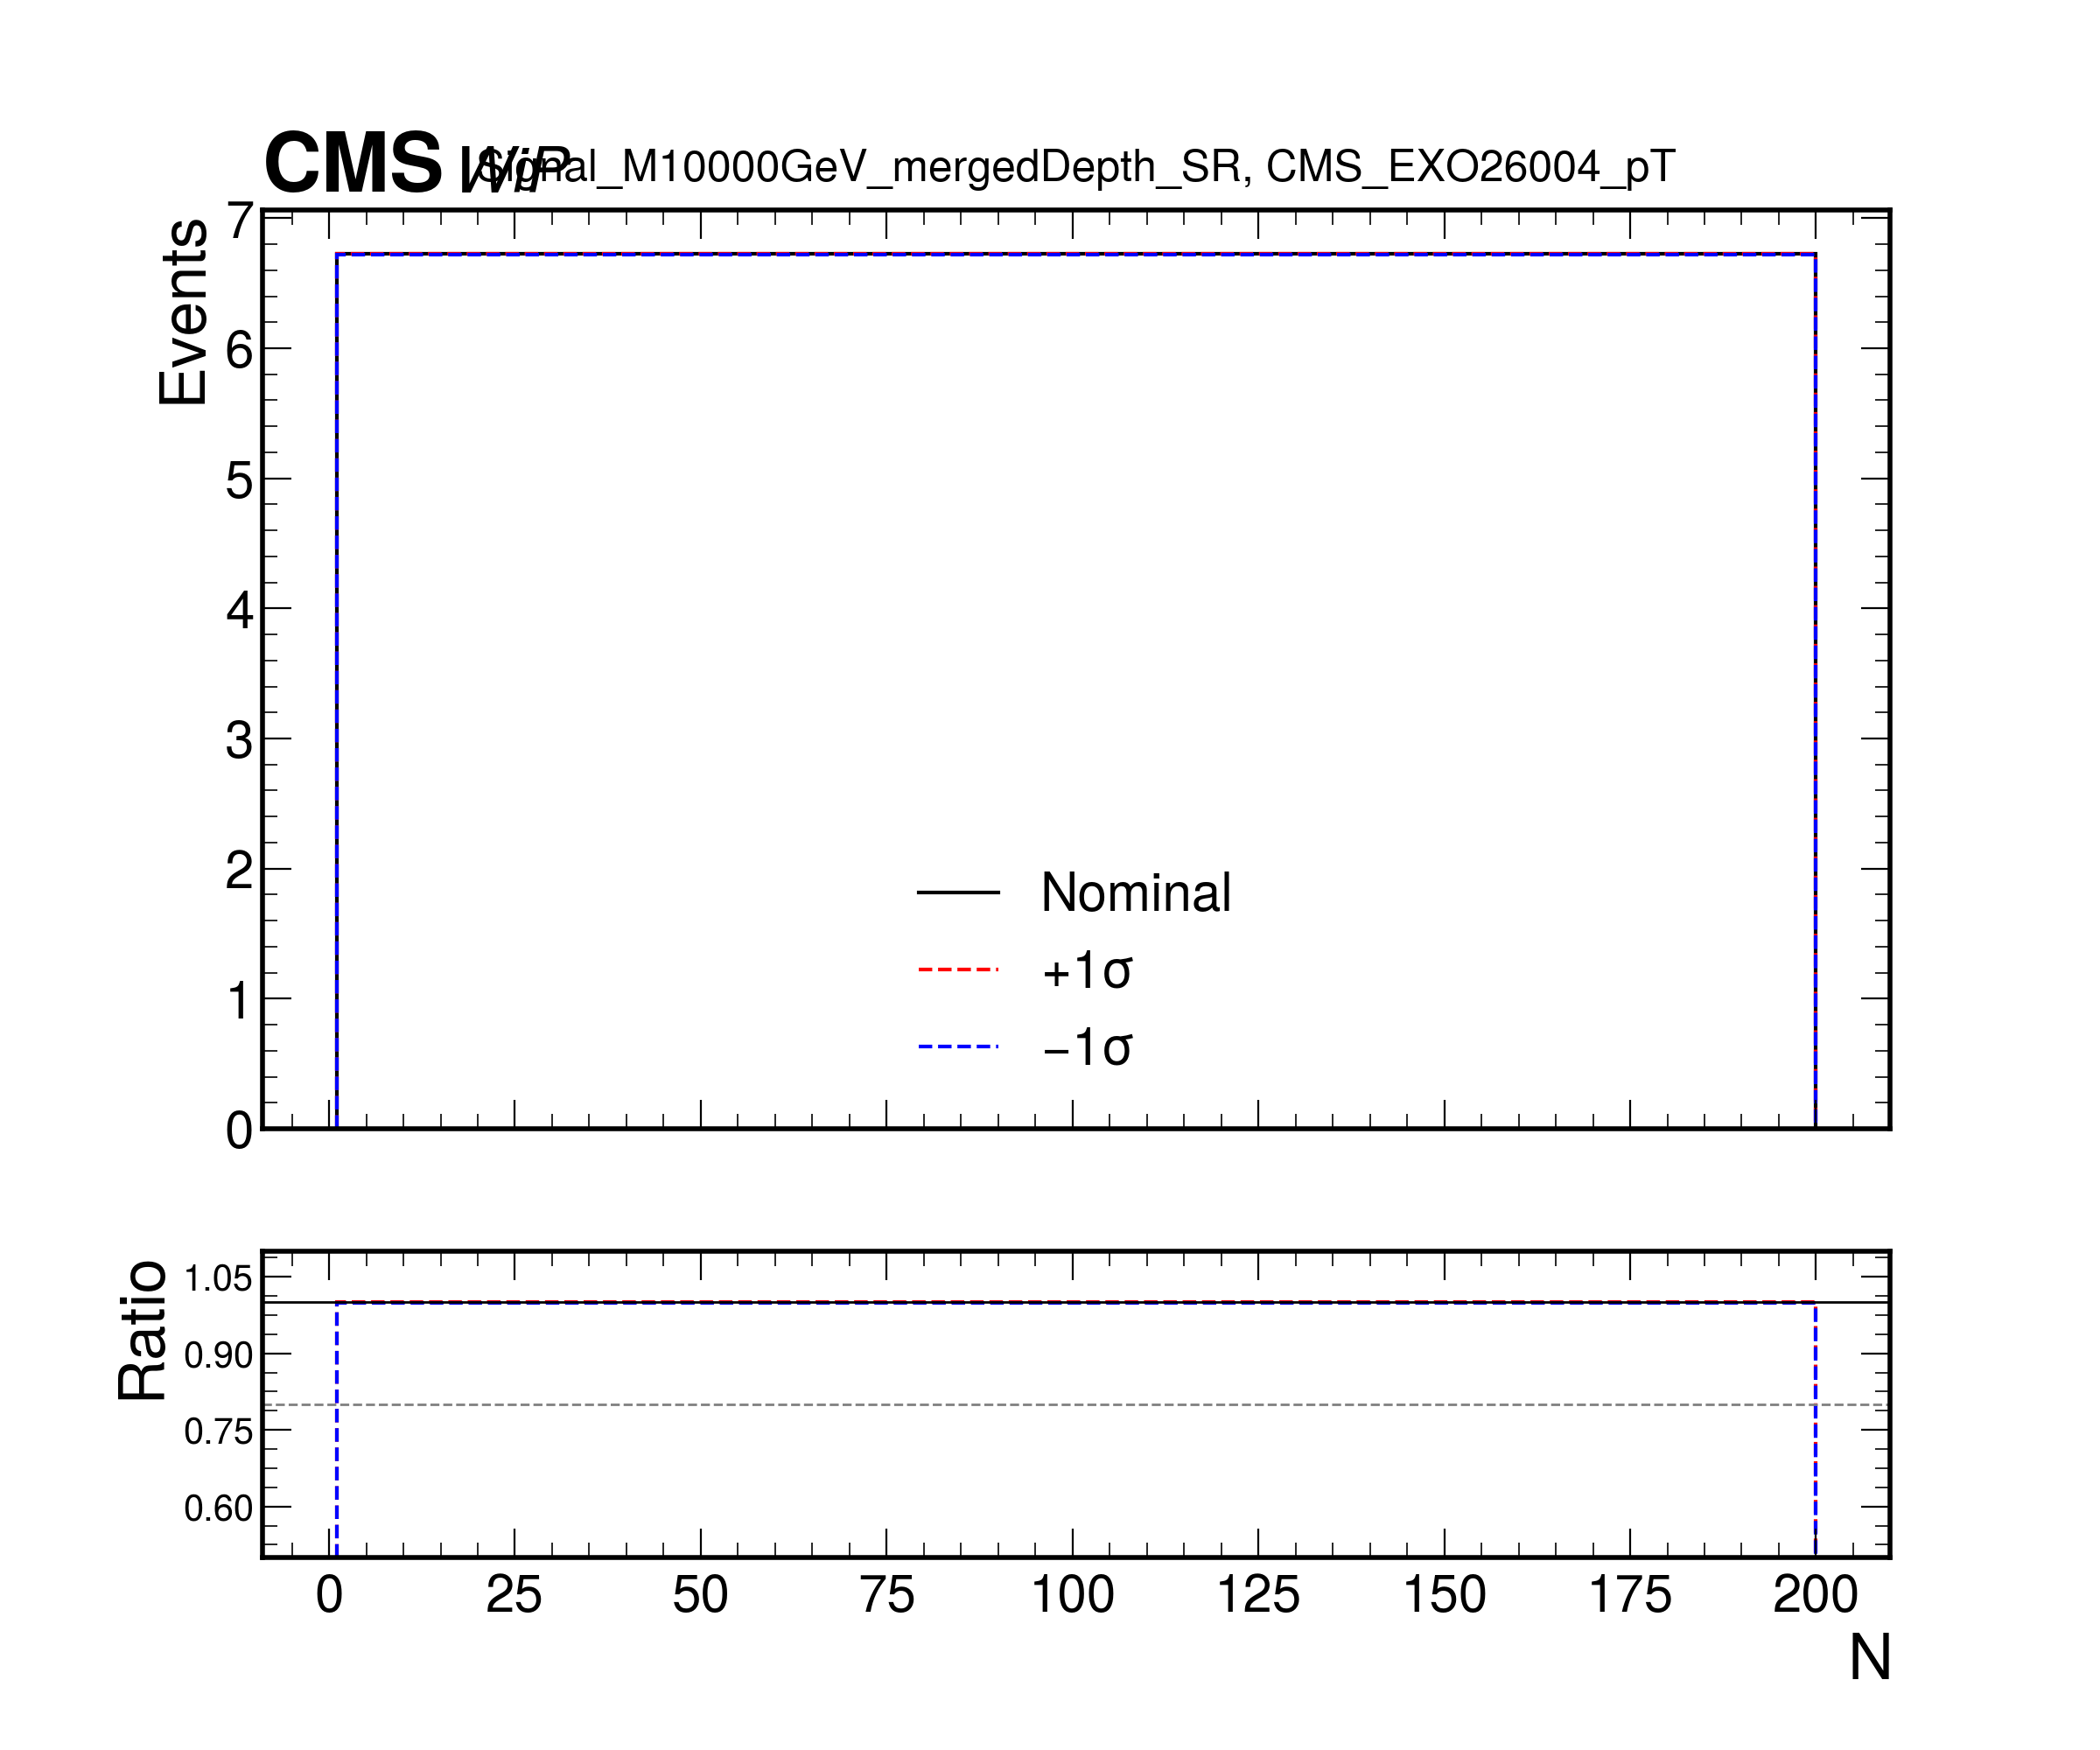 CMS WiP
Signal_M10000GeV_mergedDepth_SR, CMS_EXO26004_pT
Events
7
6
5
4
3
2
1
0
Nominal
+1σ
−1σ
Ratio
1.05
0.90
0.75
0.60
0 25 50 75 100 125 150 175 200
N